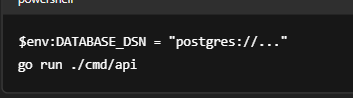 powershell
$env:DATABASE_DSN = "postgres://..."
go run ./cmd/api